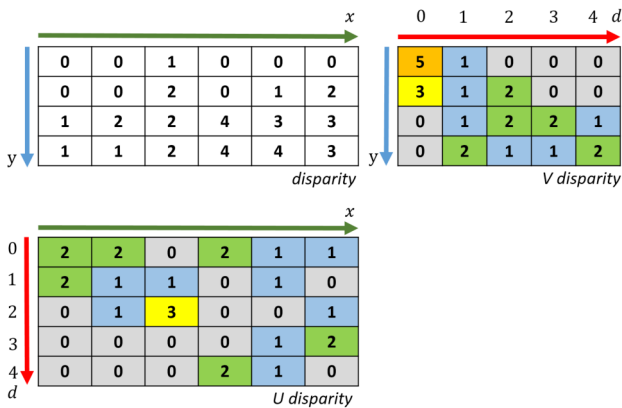 x
0 1 2 3 4 d
0 0 1 0 0 0
0 0 2 0 1 2
1 2 2 4 3 3
1 1 2 4 4 3
y
disparity
5 1 0 0 0
3 1 2 0 0
0 1 2 2 1
0 2 1 1 2
y
V disparity
x
0 2 2 0 2 1 1
1 2 1 1 0 1 0
2 0 1 3 0 0 1
3 0 0 0 0 1 2
4 0 0 0 2 1 0
d
U disparity